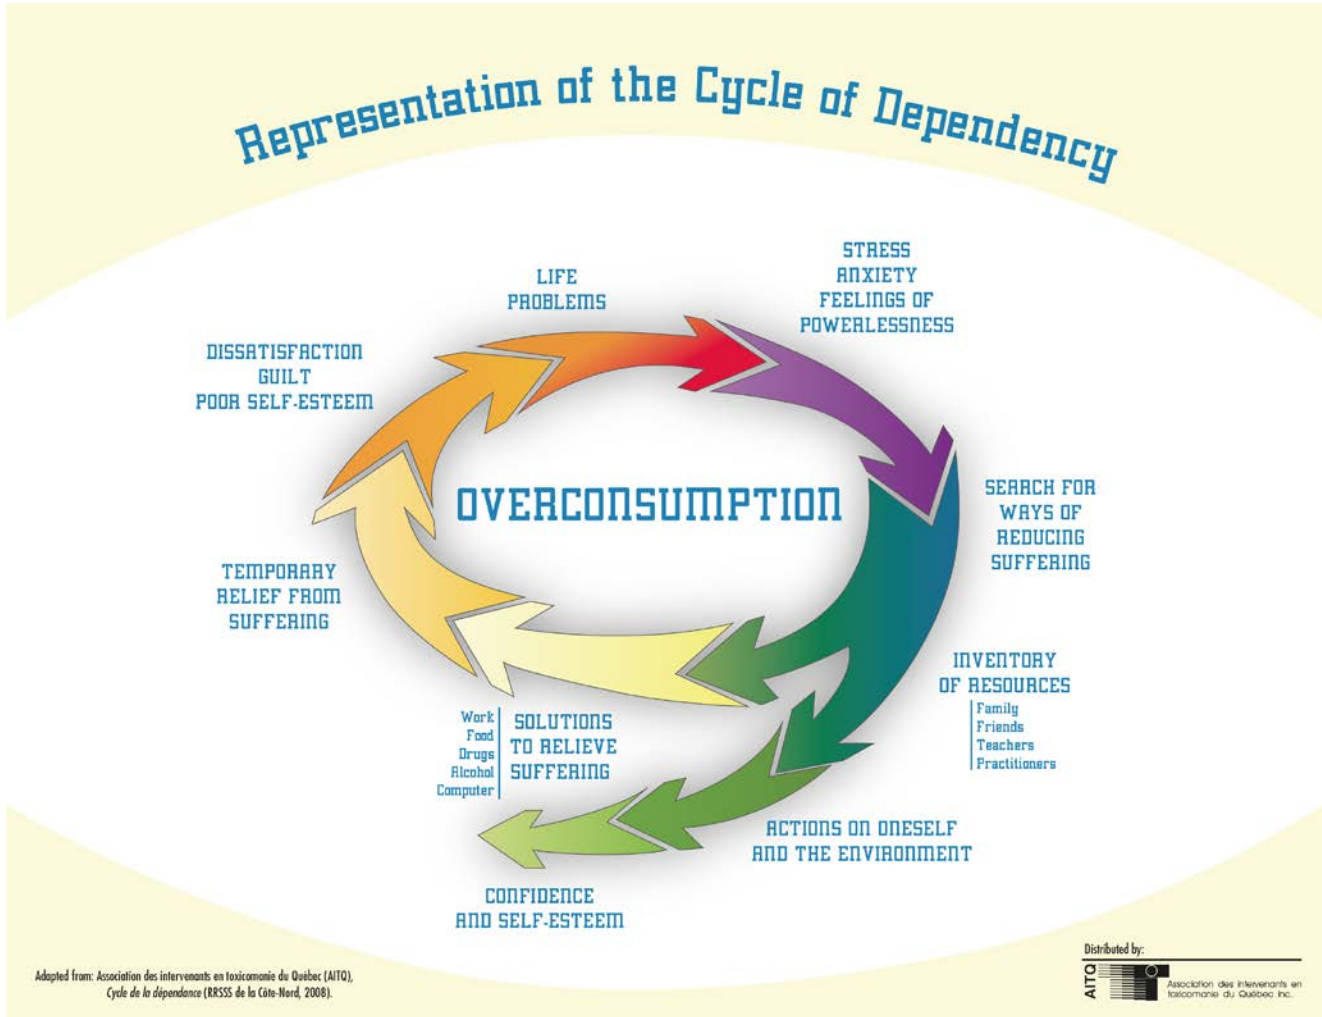 Representation of the Cycle of Dependency
LIFE
PROBLEMS
STRESS
ANXIETY
FEELINGS OF
POWERLESSNESS
DISSATISFACTION
GUILT
POOR SELF-ESTEEM
OVERCONSUMPTION
SEARCH FOR
WAYS OF
REDUCING
SUFFERING
TEMPORARY
RELIEF FROM
SUFFERING
INVENTORY
OF RESOURCES
Family
Friends
Teachers
Practitioners
Work
Food
Drugs
Alcohol
Computer
SOLUTIONS
TO RELIEVE
SUFFERING
ACTIONS ON ONESELF
AND THE ENVIRONMENT
CONFIDENCE
AND SELF-ESTEEM
Adapted from: Association des intervenants en toxicomanie du Québec (AITQ),
Cycle de la dépendance (RRSSS de la Côte-Nord, 2008).
Distributed by:
AITQ
Association des intervenants en
toxicomanie du Québec inc.